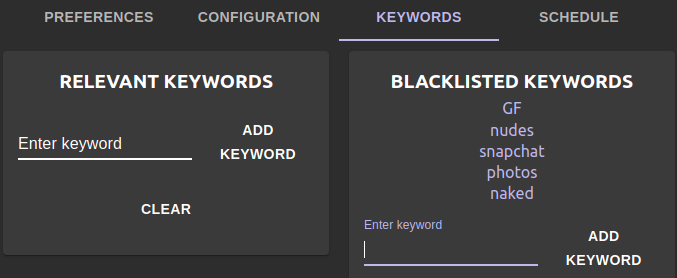 PREFERENCES CONFIGURATION KEYWORDS SCHEDULE
RELEVANT KEYWORDS
Enter keyword
ADD
KEYWORD
CLEAR
BLACKLISTED KEYWORDS
GF
nudes
snapchat
photos
naked
Enter keyword
ADD
KEYWORD